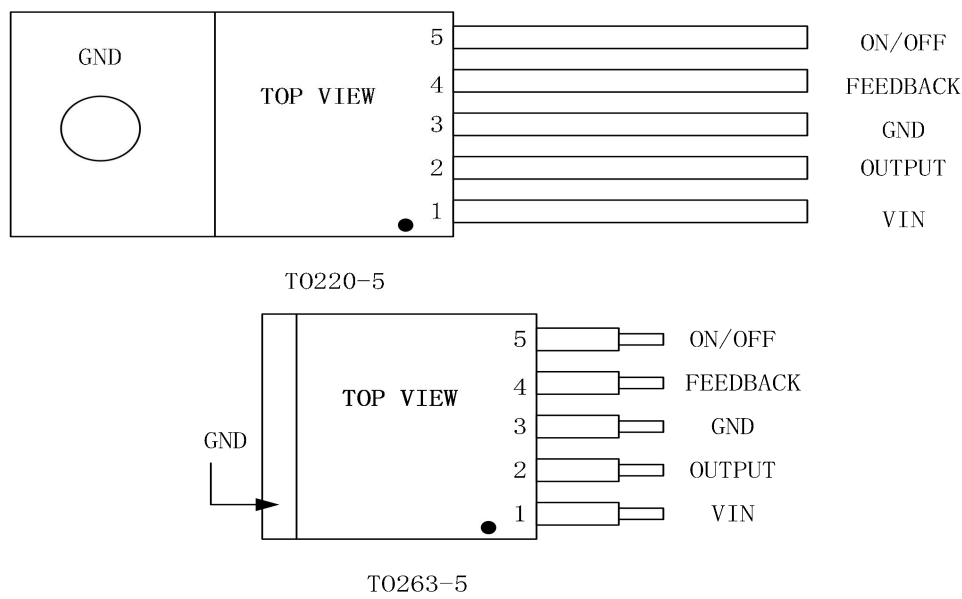 5 ON/OFF
GND
4 FEEDBACK
TOP VIEW
3 GND
2 OUTPUT
1 VIN
TO220-5
5 ON/OFF
4 FEEDBACK
TOP VIEW
3 GND
GND
2 OUTPUT
1 VIN
TO263-5